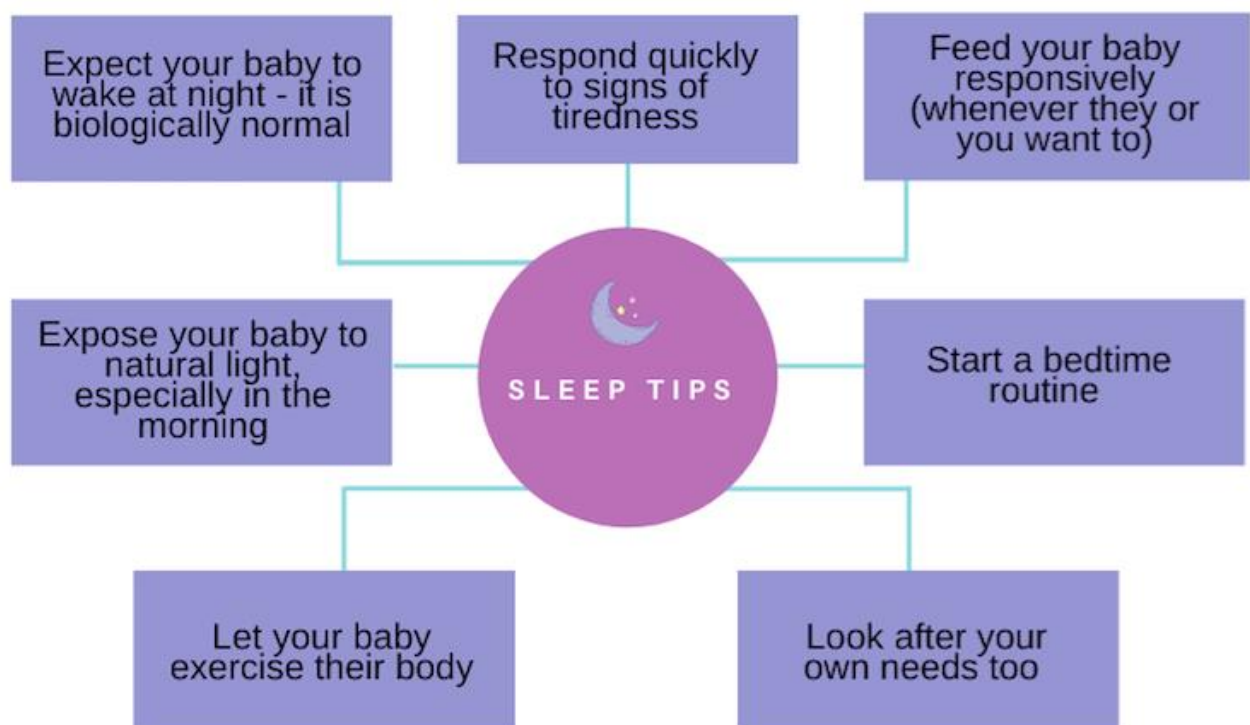 Expect your baby to
wake at night - it is
biologically normal
Respond quickly
to signs of
tiredness
Feed your baby
responsively
(whenever they or
you want to)
Expose your baby to
natural light,
especially in the
morning
SLEEP TIPS
Start a bedtime
routine
Let your baby
exercise their body
Look after your
own needs too